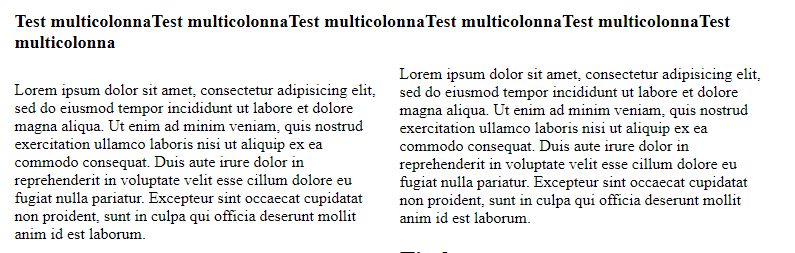 Test multicolonnaTest multicolonnaTest multicolonnaTest multicolonnaTest multicolonnaTest
multicolonna
Lorem ipsum dolor sit amet, consectetur adipisicing elit,
sed do eiusmod tempor incididunt ut labore et dolore
magna aliqua. Ut enim ad minim veniam, quis nostrud
exercitation ullamco laboris nisi ut aliquip ex ea
commodo consequat. Duis aute irure dolor in
reprehenderit in voluptate velit esse cillum dolore eu
fugiat nulla pariatur. Excepteur sint occaecat cupidatat
non proident, sunt in culpa qui officia deserunt mollit
anim id est laborum.
Lorem ipsum dolor sit amet, consectetur adipisicing elit,
sed do eiusmod tempor incididunt ut labore et dolore
magna aliqua. Ut enim ad minim veniam, quis nostrud
exercitation ullamco laboris nisi ut aliquip ex ea
commodo consequat. Duis aute irure dolor in
reprehenderit in voluptate velit esse cillum dolore eu
fugiat nulla pariatur. Excepteur sint occaecat cupidatat
non proident, sunt in culpa qui officia deserunt mollit
anim id est laborum.